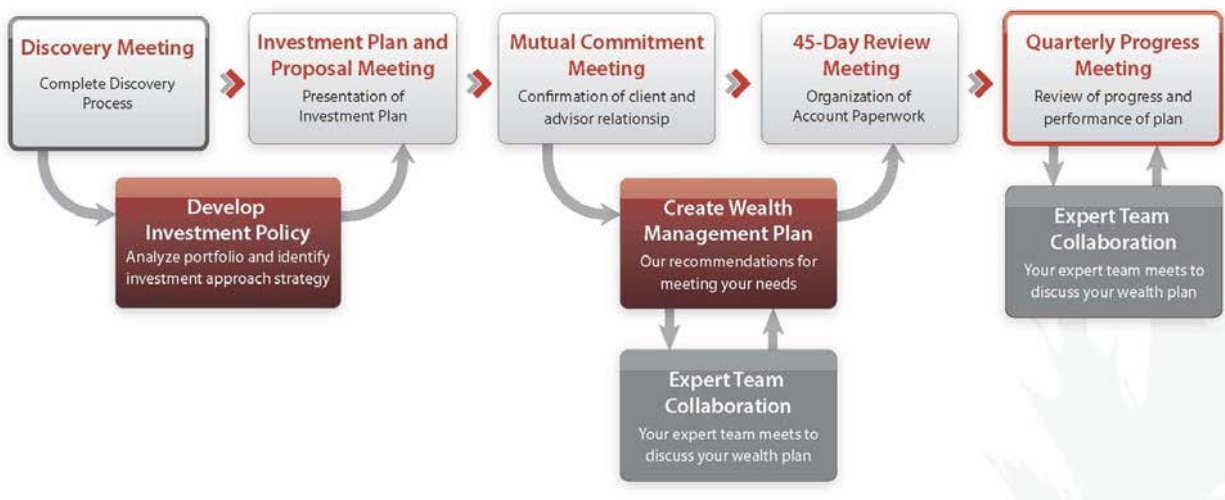 Discovery Meeting
Complete Discovery
Process
Investment Plan and
Proposal Meeting
Presentation of
Investment Plan
Mutual Commitment
Meeting
Confirmation of client and
advisor relationsip
45-Day Review
Meeting
Organization of
Account Paperwork
Quarterly Progress
Meeting
Review of progress and
performance of plan
Develop
Investment Policy
Analyze portfolio and identify
investment approach strategy
Create Wealth
Management Plan
Our recommendations for
meeting your needs
Expert Team
Collaboration
Your expert team meets to
discuss your wealth plan
Expert Team
Collaboration
Your expert team meets to
discuss your wealth plan